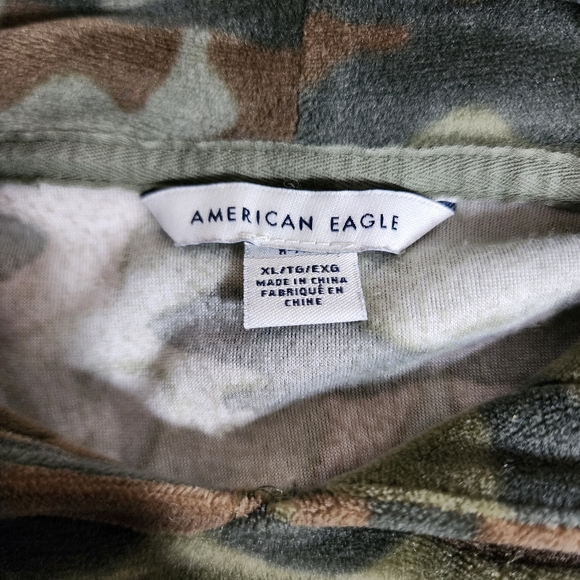 AMERICAN EAGLE
XL/TG/EXG
MADE IN CHINA
FABRIQUÉ EN
CHINE